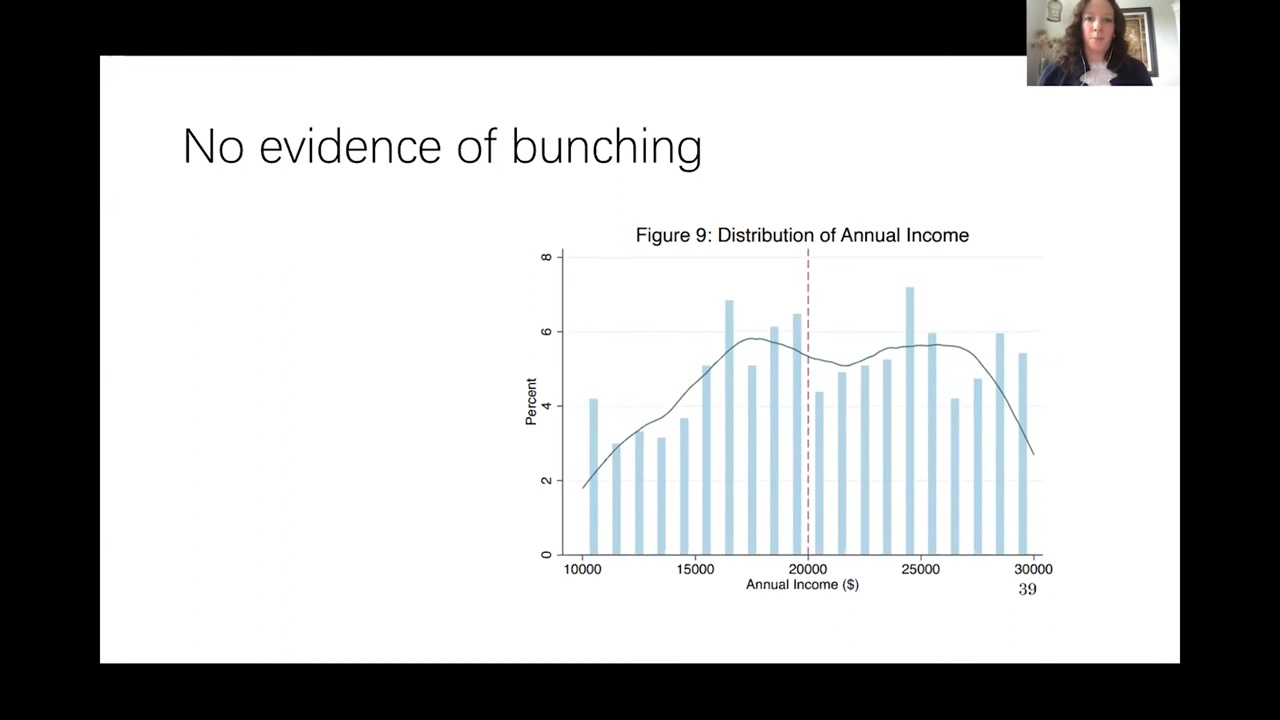 No evidence of bunching
Figure 9: Distribution of Annual Income
8
6
4
2
0
Percent
10000 15000 20000 25000 30000
Annual Income ($)
39